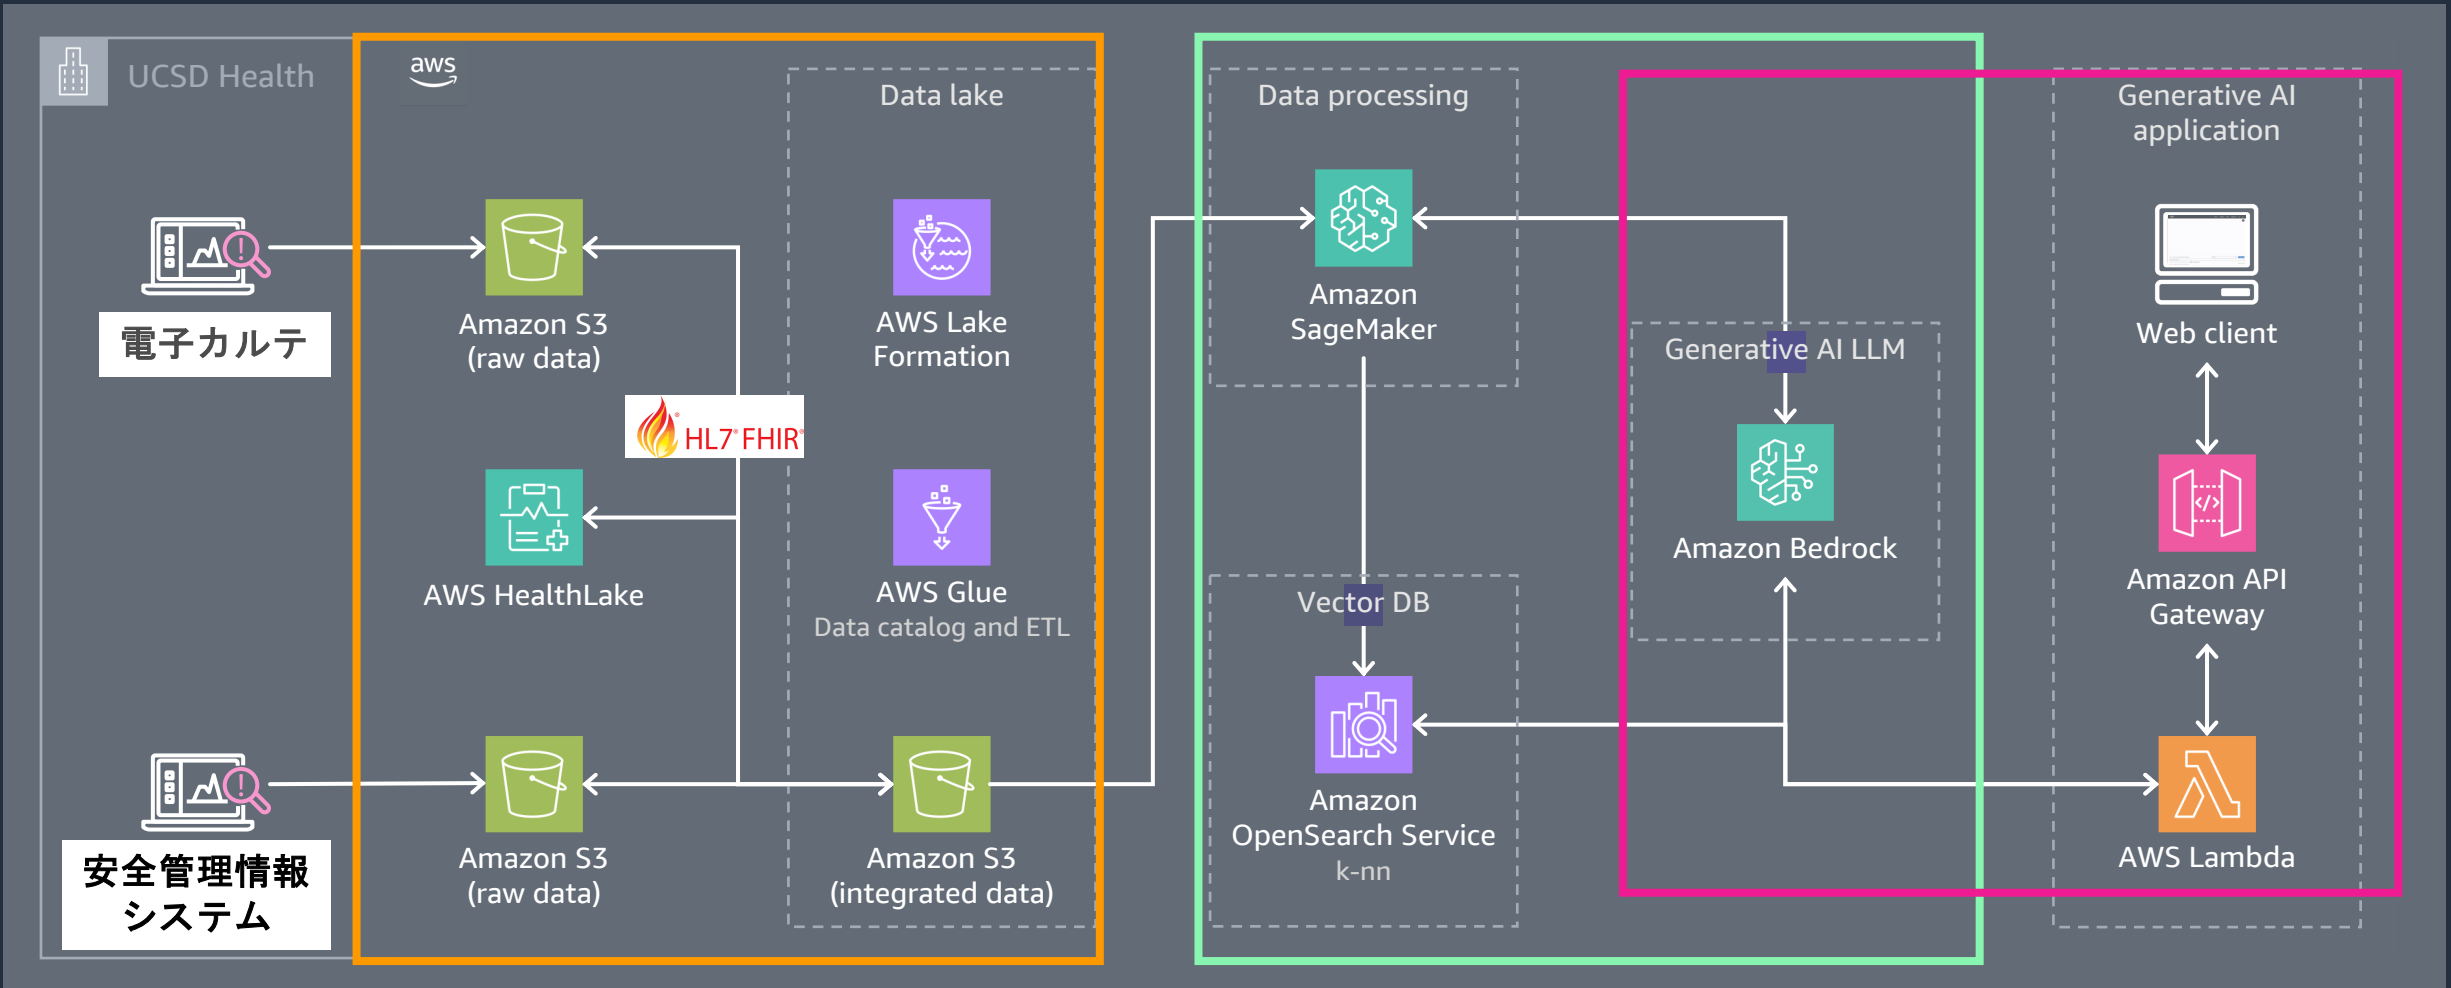 UCSD Health
aws
電子カルテ
安全管理情報
システム
Amazon S3
(raw data)
HL7® FHIR®
AWS HealthLake
Amazon S3
(raw data)
Data lake
AWS Lake
Formation
AWS Glue
Data catalog and ETL
Amazon S3
(integrated data)
Data processing
Amazon
SageMaker
Vector DB
Amazon
OpenSearch Service
k-nn
Generative AI LLM
Amazon Bedrock
Generative AI
application
Web client
</>
Amazon API
Gateway
AWS Lambda